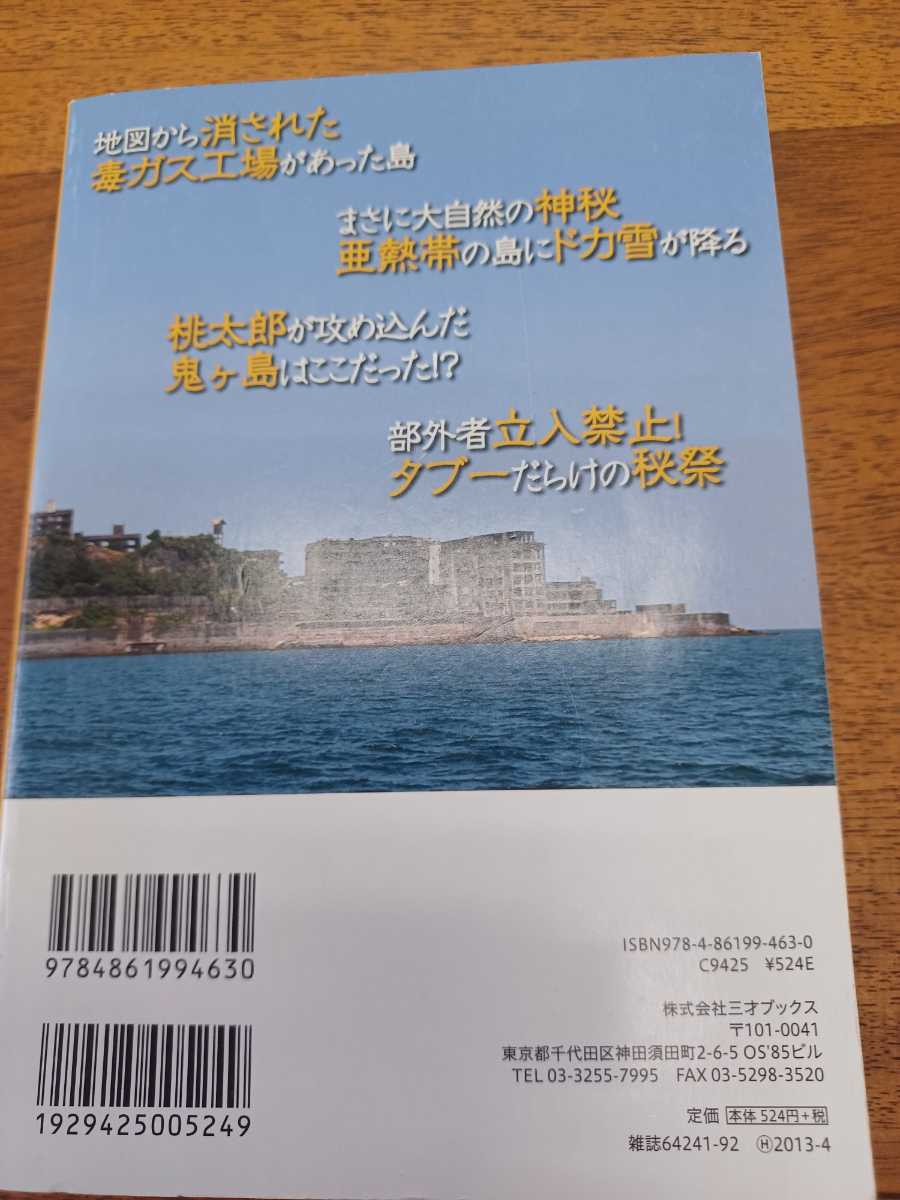 地図から消された
毒ガス工場があった島
まさに大自然の神秘
亜熱帯の島にドカ雪が降る
桃太郎が攻め込んだ
鬼ヶ島はここだった!?
部外者立入禁止!
タブーだらけの秘祭
9784861994630
1929425005249
ISBN978-4-86199-463-0
C9425 ¥524E
株式会社三才ブックス
〒101-0041
東京都千代田区神田須田町2-6-5 OS'85ビル
TEL 03-3255-7995 FAX 03-5298-3520
定価 本体 524円+税
雑誌64241-92 Ⓗ2013-4